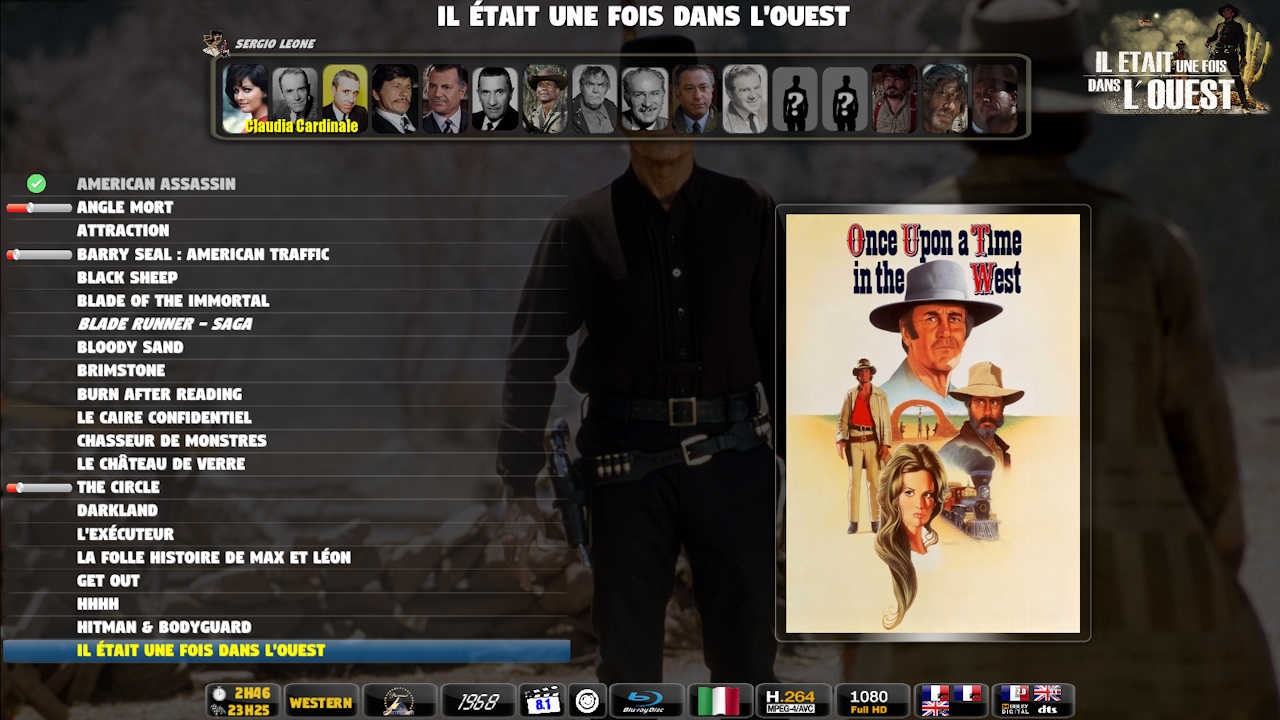 IL ÉTAIT UNE FOIS DANS L'OUEST
SERGIO LEONE
IL ETAIT UNE FOIS
DANS L'OUEST
Claudia Cardinale
? ?
AMERICAN ASSASSIN
ANGLE MORT
ATTRACTION
BARRY SEAL : AMERICAN TRAFFIC
BLACK SHEEP
BLADE OF THE IMMORTAL
BLADE RUNNER - SAGA
BLOODY SAND
BRIMSTONE
BURN AFTER READING
LE CAIRE CONFIDENTIEL
CHASSEUR DE MONSTRES
LE CHÂTEAU DE VERRE
THE CIRCLE
DARKLAND
L'EXÉCUTEUR
LA FOLLE HISTOIRE DE MAX ET LÉON
GET OUT
HHHH
HITMAN & BODYGUARD
IL ÉTAIT UNE FOIS DANS L'OUEST
Once Upon a Time
in the West
2H46
23H25
WESTERN
1968
8.1
Blu-ray Disc
H.264
MPEG-4/AVC
1080
Full HD
DOLBY
DIGITAL
dts